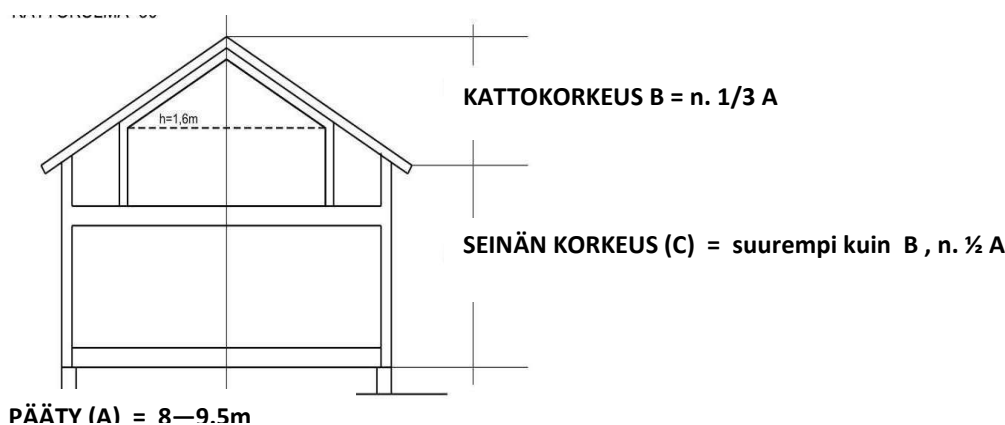 KATTOKORKEUS B = n. 1/3 A
h=1,6m
SEINÄN KORKEUS (C) = suurempi kuin B , n. ½ A
PÄÄTY (A) = 8—9.5m